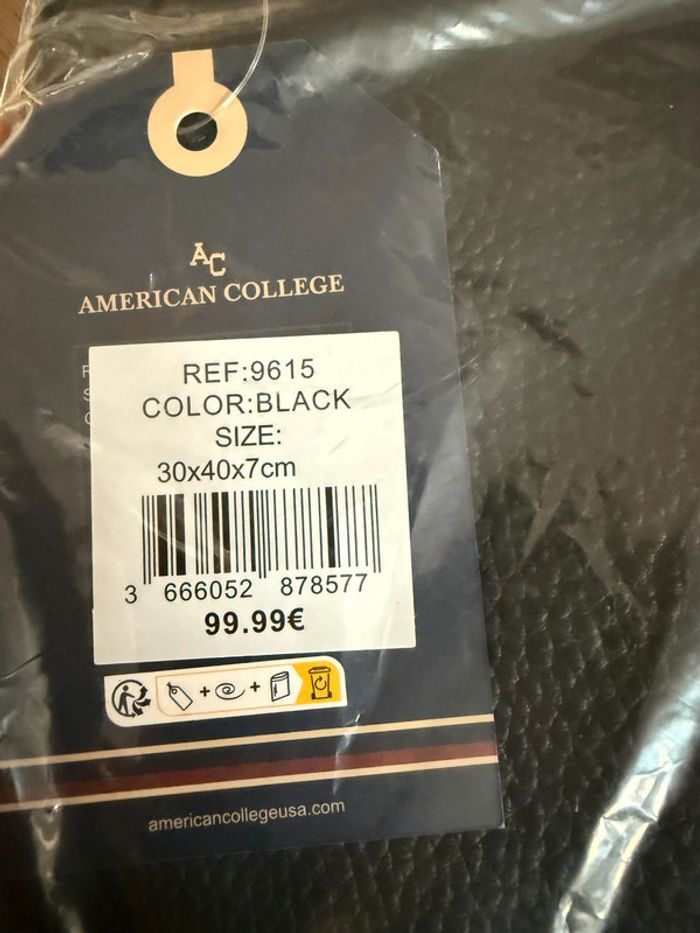 AC
AMERICAN COLLEGE
REF:9615
COLOR:BLACK
SIZE:
30x40x7cm
3 666052 878577
99.99€
americancollegeusa.com